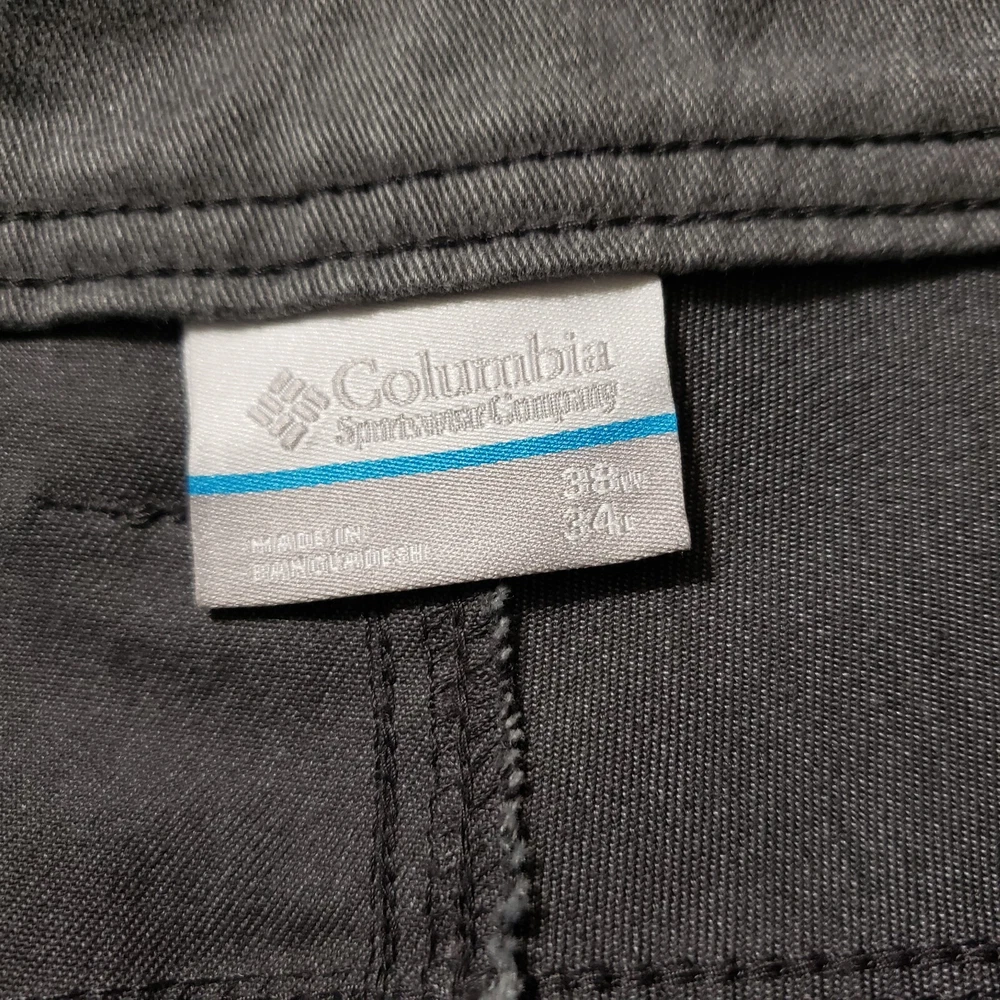 Columbia
Sportswear Company
38W
34L
MADE IN
BANGLADESH